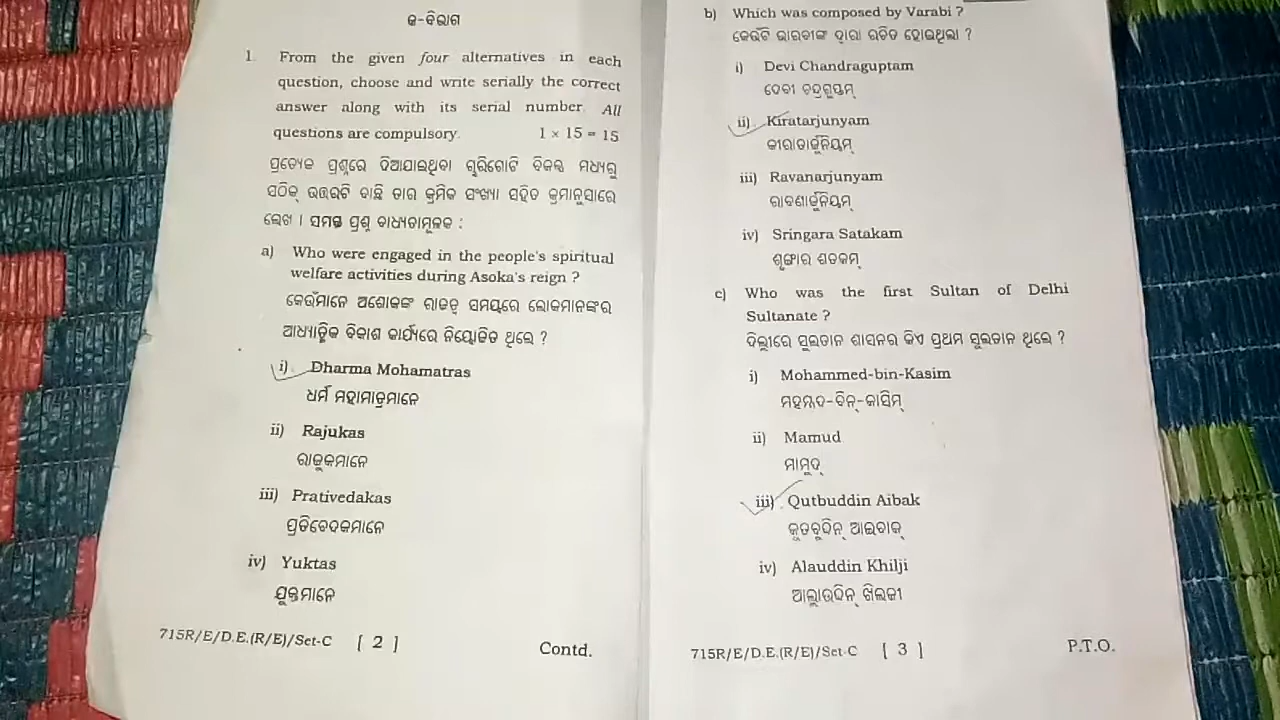 କ-ବିଭାଗ
1. From the given four alternatives in each
question, choose and write serially the correct
answer along with its serial number. All
questions are compulsory. 1 × 15 = 15
ପ୍ରତ୍ୟେକ ପ୍ରଶ୍ନରେ ଦିଆଯାଇଥିବା ଚାରିଗୋଟି ବିକଳ୍ପ ମଧ୍ୟରୁ
ସଠିକ୍ ଉତ୍ତରଟି ବାଛି ତାର କ୍ରମିକ ସଂଖ୍ୟା ସହିତ କ୍ରମାନୁସାରେ
ଲେଖ । ସମସ୍ତ ପ୍ରଶ୍ନ ବାଧ୍ୟତାମୂଳକ :
a) Who were engaged in the people's spiritual
welfare activities during Asoka's reign ?
କେଉଁମାନେ ଅଶୋକଙ୍କ ରାଜତ୍ୱ ସମୟରେ ଲୋକମାନଙ୍କର
ଆଧ୍ୟାତ୍ମିକ ବିକାଶ କାର୍ଯ୍ୟରେ ନିୟୋଜିତ ଥିଲେ ?
i) Dharma Mohamatras
ଧର୍ମ ମହାମାତ୍ରମାନେ
ii) Rajukas
ରାଜୁକମାନେ
iii) Prativedakas
ପ୍ରତିବେଦକମାନେ
iv) Yuktas
ଯୁକ୍ତମାନେ
715R/E/D.E.(R/E)/Set-C [ 2 ] Contd.
b) Which was composed by Varabi ?
କେଉଁଟି ଭାରବୀଙ୍କ ଦ୍ୱାରା ରଚିତ ହୋଇଥିଲା ?
i) Devi Chandraguptam
ଦେବୀ ଚନ୍ଦ୍ରଗୁପ୍ତମ୍
ii) Kiratarjunyam
କୀରାତାର୍ଜୁନିୟମ୍
iii) Ravanarjunyam
ରାବଣାର୍ଜୁନିୟମ୍
iv) Sringara Satakam
ଶୃଙ୍ଗାର ଶତକମ୍
c) Who was the first Sultan of Delhi
Sultanate ?
ଦିଲ୍ଲୀରେ ସୁଲତାନ ଶାସନର କିଏ ପ୍ରଥମ ସୁଲତାନ ଥିଲେ ?
i) Mohammed-bin-Kasim
ମହମ୍ମଦ-ବିନ୍-କାସିମ୍
ii) Mamud
ମାମୁଦ୍
iii) Qutbuddin Aibak
କୁତବୁଦ୍ଦିନ୍ ଆଇବାକ୍
iv) Alauddin Khilji
ଆଲ୍ଲାଉଦ୍ଦିନ୍ ଖିଲଜୀ
715R/E/D.E.(R/E)/Set-C [ 3 ] P.T.O.